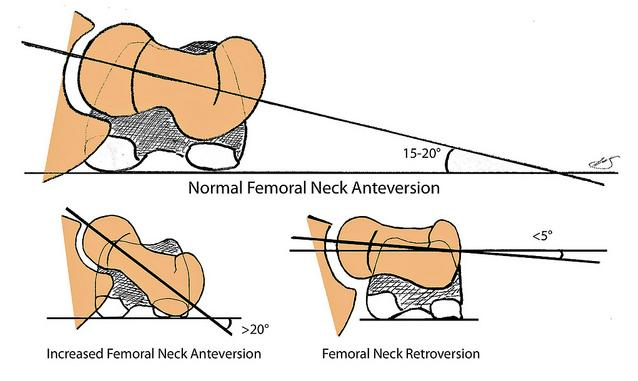 15-20°
Normal Femoral Neck Anteversion
>20°
Increased Femoral Neck Anteversion
<5°
Femoral Neck Retroversion